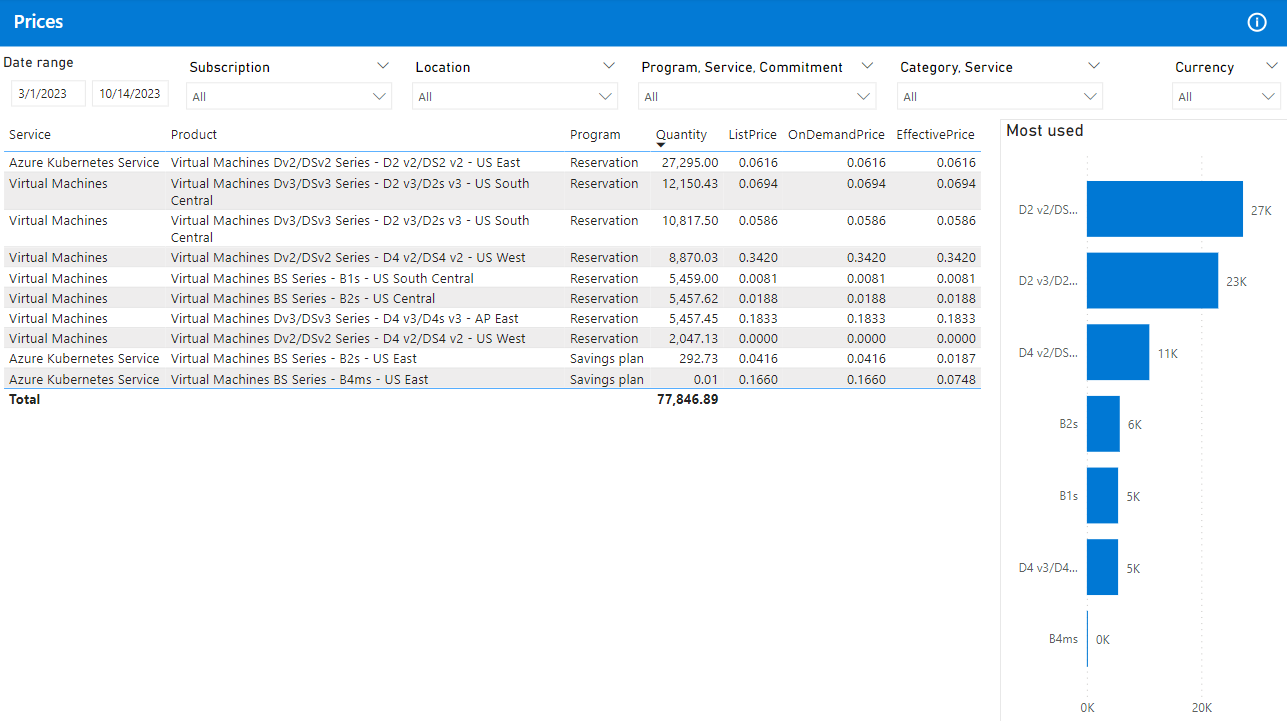 Prices
Date range
Subscription
Location
Program, Service, Commitment
Category, Service
Currency
3/1/2023
10/14/2023
All
All
All
All
All
Service Product Program Quantity ListPrice OnDemandPrice EffectivePrice
Azure Kubernetes Service Virtual Machines Dv2/DSv2 Series - D2 v2/DS2 v2 - US East Reservation 27,295.00 0.0616 0.0616 0.0616
Virtual Machines Virtual Machines Dv3/DSv3 Series - D2 v3/D2s v3 - US South Reservation 12,150.43 0.0694 0.0694 0.0694
Central
Virtual Machines Virtual Machines Dv3/DSv3 Series - D2 v3/D2s v3 - US South Reservation 10,817.50 0.0586 0.0586 0.0586
Central
Virtual Machines Virtual Machines Dv2/DSv2 Series - D4 v2/DS4 v2 - US West Reservation 8,870.03 0.3420 0.3420 0.3420
Virtual Machines Virtual Machines BS Series - B1s - US South Central Reservation 5,459.00 0.0081 0.0081 0.0081
Virtual Machines Virtual Machines BS Series - B2s - US Central Reservation 5,457.62 0.0188 0.0188 0.0188
Virtual Machines Virtual Machines Dv3/DSv3 Series - D4 v3/D4s v3 - AP East Reservation 5,457.45 0.1833 0.1833 0.1833
Virtual Machines Virtual Machines Dv2/DSv2 Series - D4 v2/DS4 v2 - US West Reservation 2,047.13 0.0000 0.0000 0.0000
Azure Kubernetes Service Virtual Machines BS Series - B2s - US East Savings plan 292.73 0.0416 0.0416 0.0187
Azure Kubernetes Service Virtual Machines BS Series - B4ms - US East Savings plan 0.01 0.1660 0.1660 0.0748
Total 77,846.89
Most used
D2 v2/DS... 27K
D2 v3/D2... 23K
D4 v2/DS... 11K
B2s 6K
B1s 5K
D4 v3/D4... 5K
B4ms 0K
0K 20K